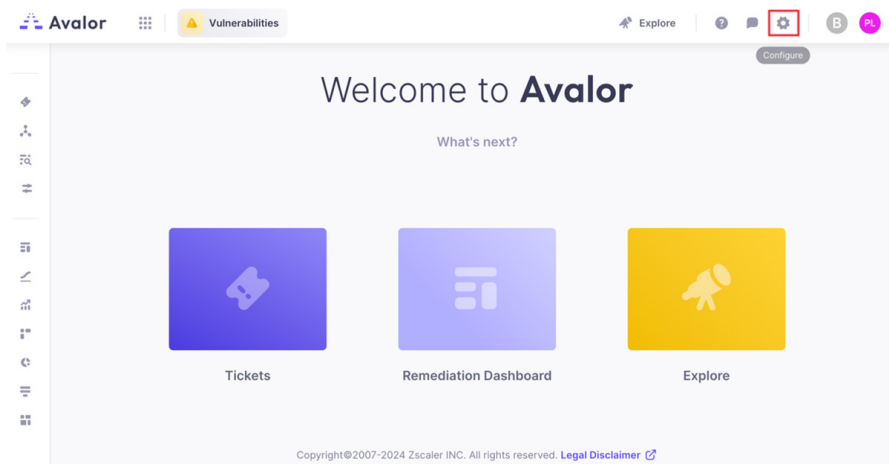 Avalor
Vulnerabilities
Explore
B
PL
Configure
Welcome to Avalor
What's next?
Tickets
Remediation Dashboard
Explore
Copyright©2007-2024 Zscaler INC. All rights reserved. Legal Disclaimer